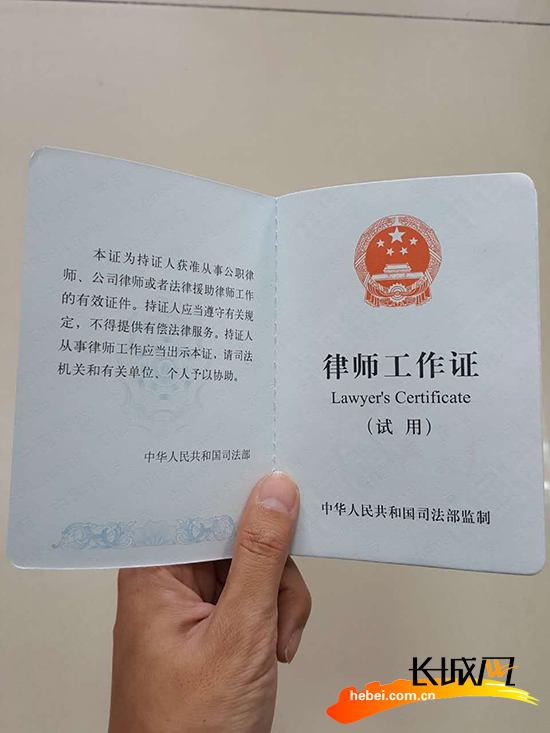 本证为持证人获准从事公职律
师、公司律师或者法律援助律师工作
的有效证件。持证人应当遵守有关规
定，不得提供有偿法律服务。持证人
从事律师工作应当出示本证，请司法
机关和有关单位、个人予以协助。
中华人民共和国司法部
律师工作证
Lawyer's Certificate
（试 用）
中华人民共和国司法部监制
长城网
hebei.com.cn